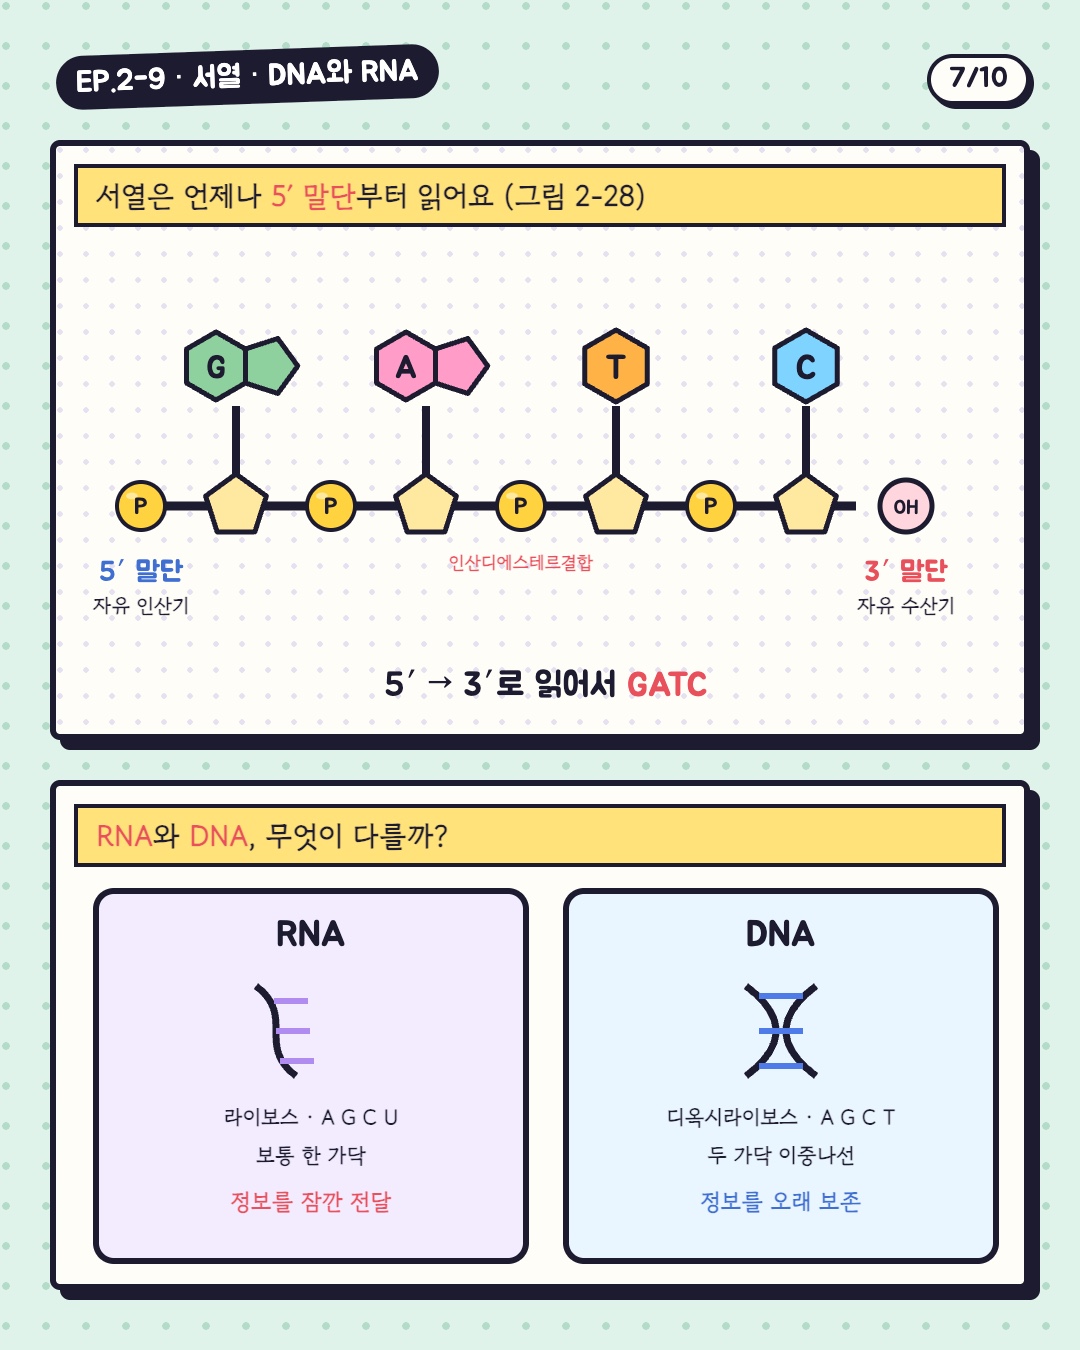 EP.2-9 · 서열 · DNA와 RNA
7/10
서열은 언제나 5′ 말단부터 읽어요 (그림 2-28)
G A T C
P P P P OH
5′ 말단 인산디에스테르결합 3′ 말단
자유 인산기 자유 수산기
5′ → 3′로 읽어서 GATC
RNA와 DNA, 무엇이 다를까?
RNA
라이보스 · A G C U
보통 한 가닥
정보를 잠깐 전달
DNA
디옥시라이보스 · A G C T
두 가닥 이중나선
정보를 오래 보존